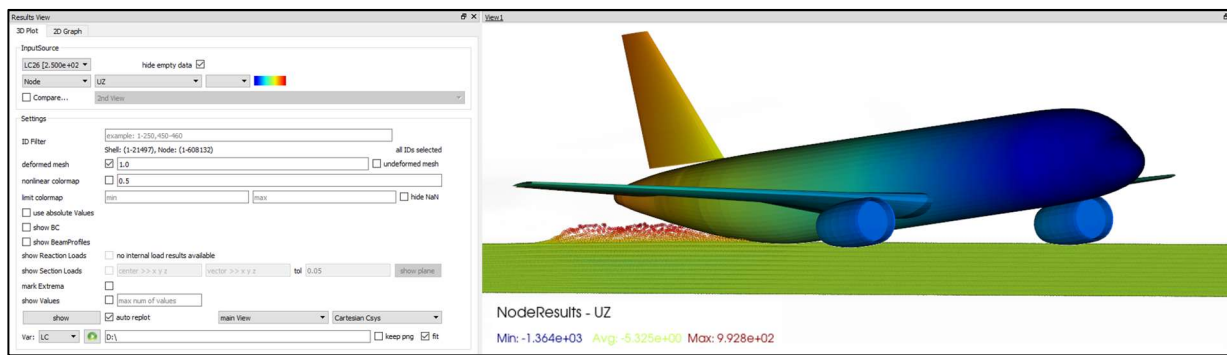 Results View
3D Plot 2D Graph
InputSource
LC26 [2.500e+02 hide empty data
Node UZ
Compare... 2nd View
Settings
ID Filter example: 1-250,450-460
Shell: (1-21497), Node: (1-608132) all IDs selected
deformed mesh 1.0 undeformed mesh
nonlinear colormap 0.5
limit colormap min max hide NaN
use absolute Values
show BC
show BeamProfiles
show Reaction Loads no internal load results available
show Section Loads center >> x y z vector >> x y z tol 0.05 show plane
mark Extrema
show Values max num of values
show auto replot main View Cartesian Csys
Var: LC D:\ keep png fit
View1
NodeResults - UZ
Min: -1.364e+03 Avg: -5.325e+00 Max: 9.928e+02